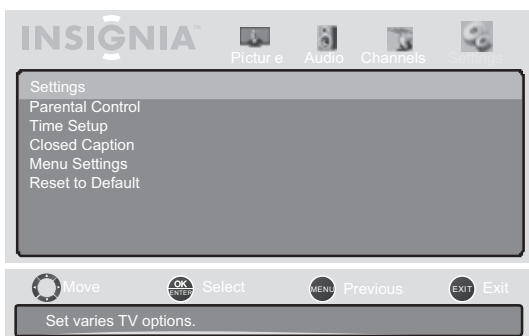 INSIGNIA™
Pictur e Audio Channels Settings
Settings
Parental Control
Time Setup
Closed Caption
Menu Settings
Reset to Default
Move OK ENTER Select MENU Previous EXIT Exit
Set varies TV options.